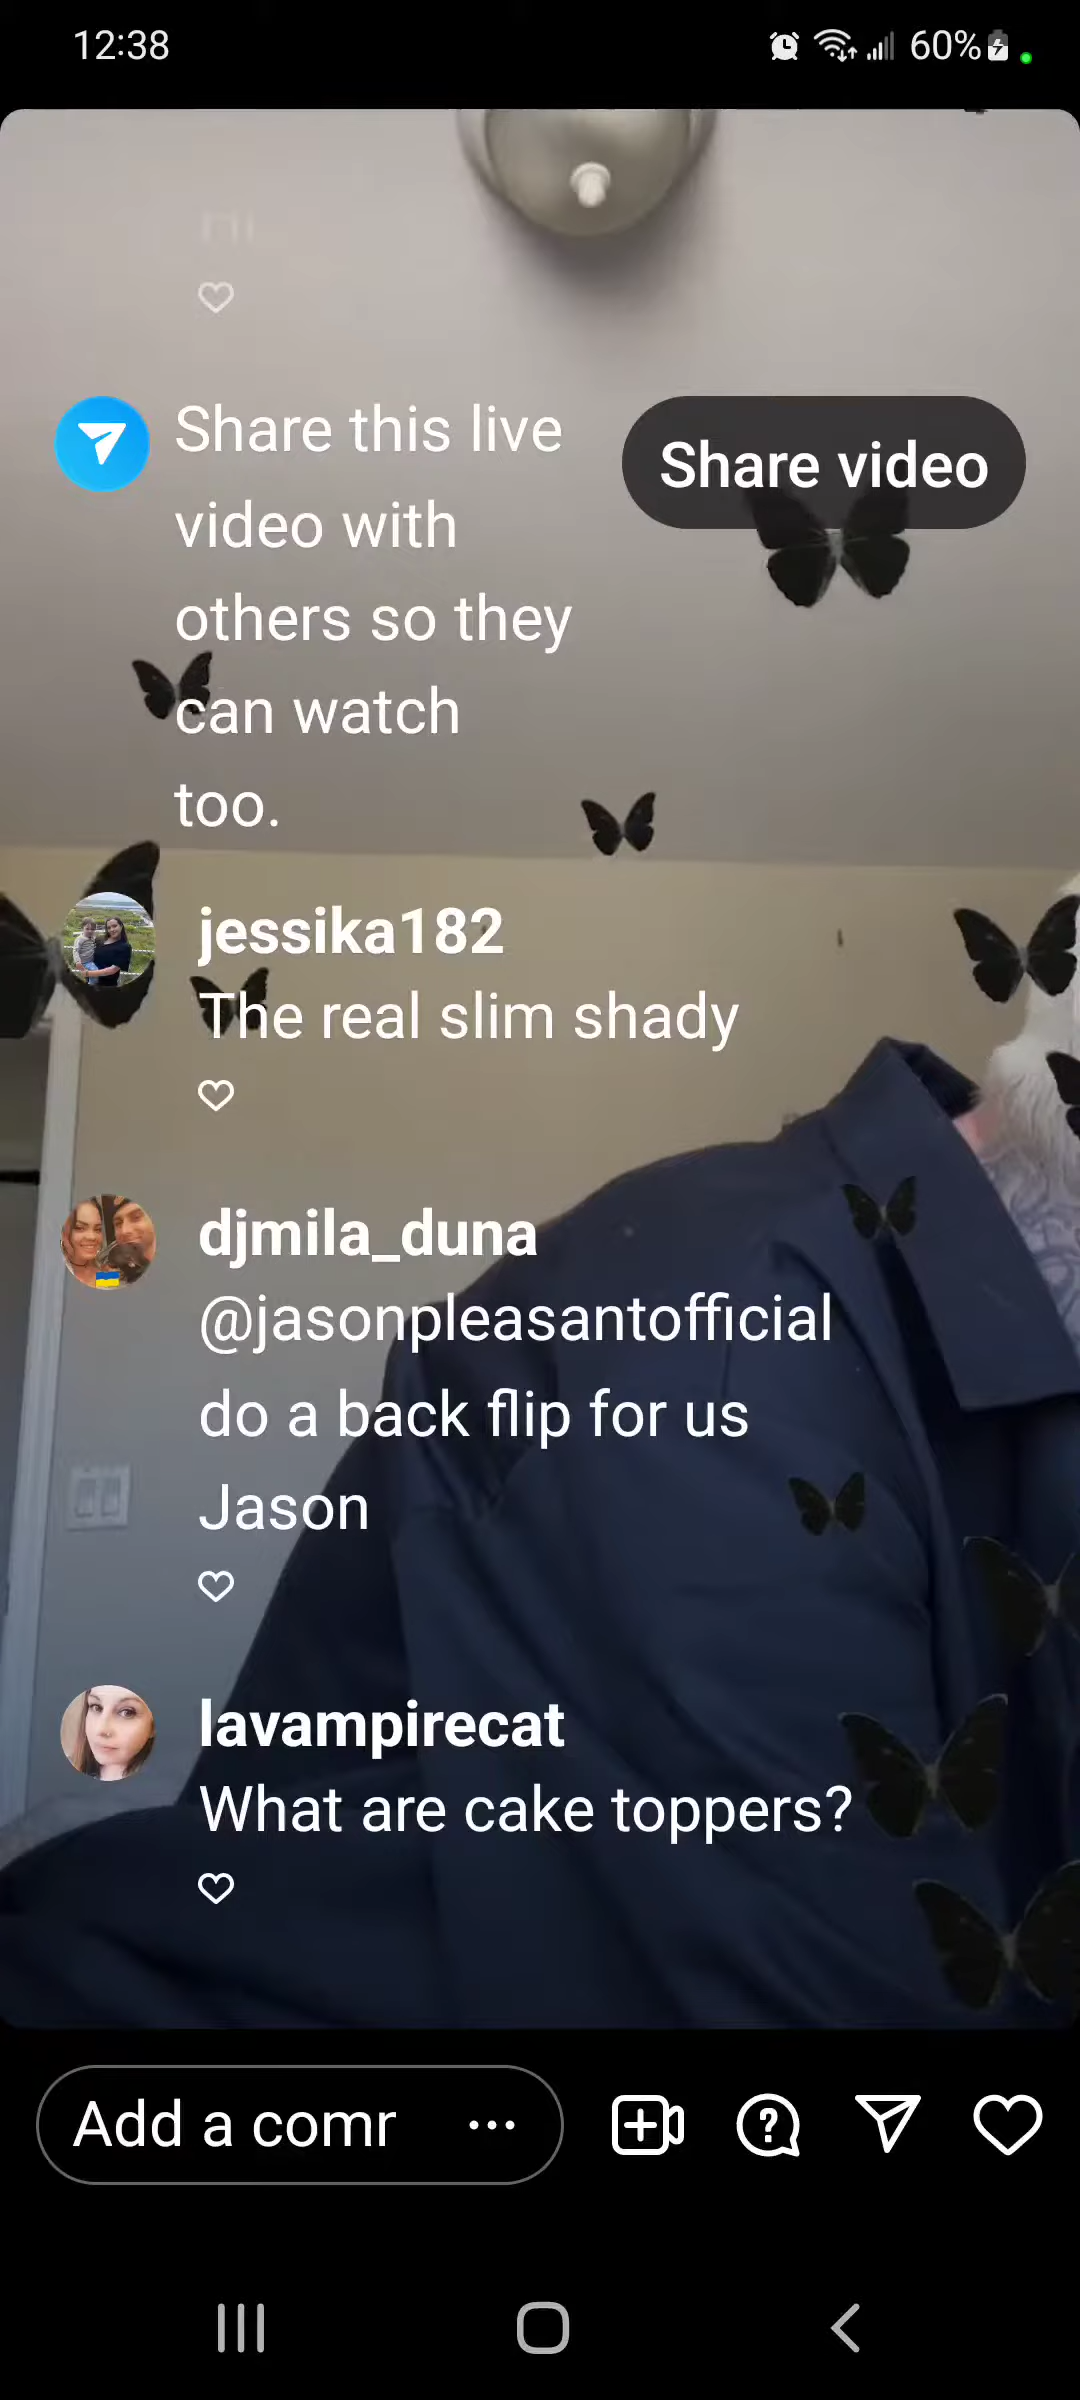 12:38
60%
Share this live
video with
others so they
can watch
too.
Share video
jessika182
The real slim shady
djmila_duna
@jasonpleasantofficial
do a back flip for us
Jason
lavampirecat
What are cake toppers?
Add a comr